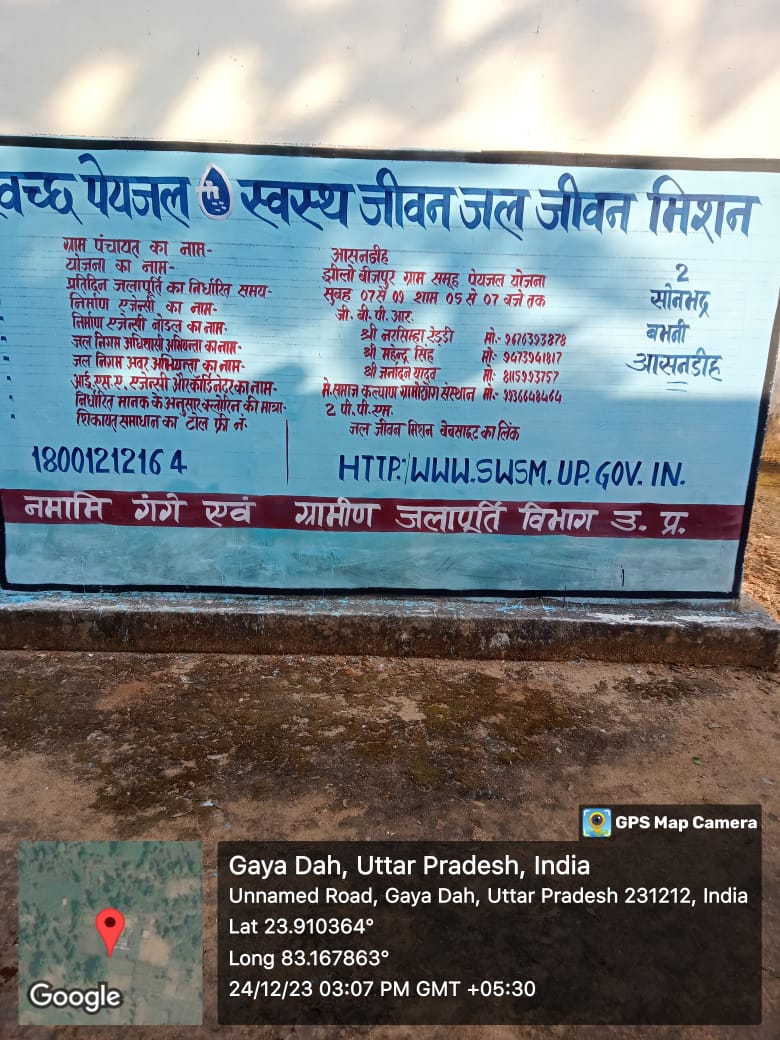 वच्छ पेयजल स्वस्थ जीवन जल जीवन मिशन
ग्राम पंचायत का नाम- आसनडीह
योजना का नाम- झीलो बीजपुर ग्राम समूह पेयजल योजना
प्रतिदिन जलापूर्ति का निर्धारित समय- सुबह 07 से 09 शाम 05 से 07 बजे तक
निर्माण एजेन्सी का नाम- जी. बी. पी. आर.
निर्माण एजेन्सी नोडल का नाम- श्री नरसिम्हा रेड्डी मो.- 9676393878
जल निगम अधिशासी अभियन्ता का नाम- श्री महेन्द्र सिंह मो:- 9473941817
जल निगम अवर अभियन्ता का नाम- श्री जनार्दन यादव मो:- 8115993757
आई.एस.ए. एजेन्सी और कोर्डिनेटर का नाम- मे. समाज कल्याण ग्रामोद्योग संस्थान मो:- 9936648464
निर्धारित मानक के अनुसार क्लोरिन की मात्रा- 2 पी. पी. एम.
शिकायत समाधान का टोल फ्री नं.- जल जीवन मिशन बेबसाइट का लिंक
18001212164 HTTP:/WWW.SWSM.UP.GOV.IN.
2
सोनभद्र
बभनी
आसनडीह
नमामि गंगे एवं ग्रामीण जलापूर्ति विभाग उ. प्र.
GPS Map Camera
Gaya Dah, Uttar Pradesh, India
Unnamed Road, Gaya Dah, Uttar Pradesh 231212, India
Lat 23.910364°
Long 83.167863°
24/12/23 03:07 PM GMT +05:30
Google